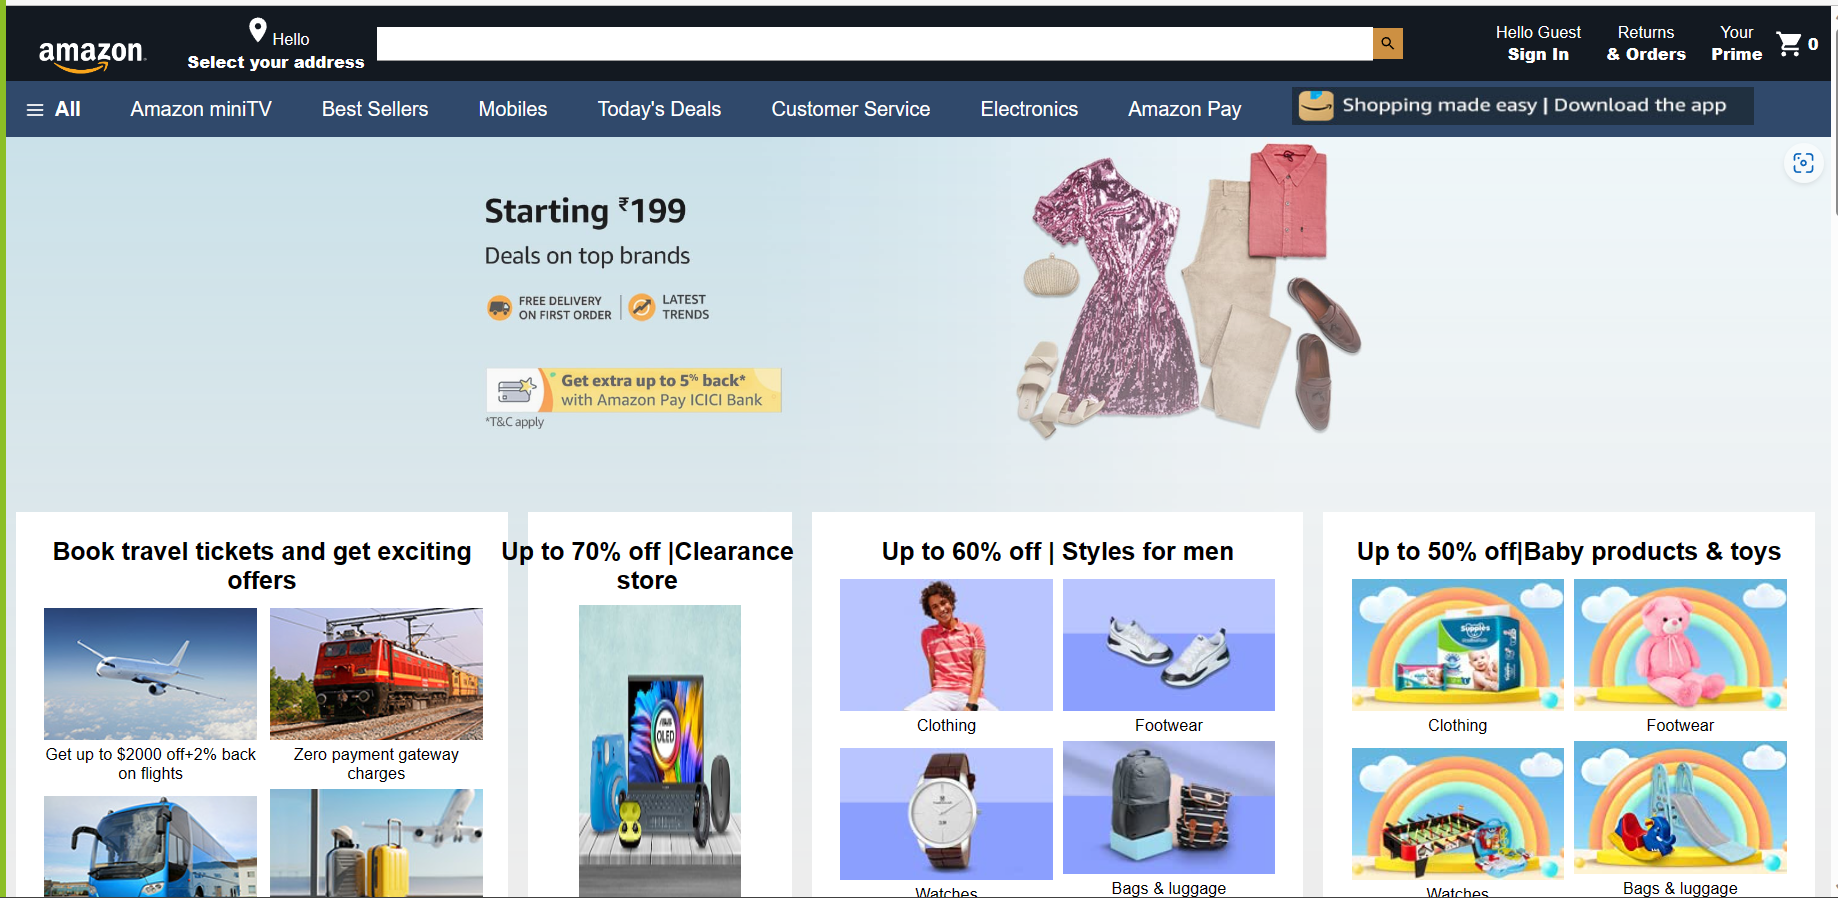 amazon
Hello
Select your address
Hello Guest
Sign In
Returns
& Orders
Your
Prime
0
All
Amazon miniTV
Best Sellers
Mobiles
Today's Deals
Customer Service
Electronics
Amazon Pay
Shopping made easy | Download the app
Starting ₹199
Deals on top brands
FREE DELIVERY
ON FIRST ORDER
LATEST
TRENDS
Get extra up to 5% back*
with Amazon Pay ICICI Bank
*T&C apply
Book travel tickets and get exciting
offers
Get up to $2000 off+2% back
on flights
Zero payment gateway
charges
Up to 70% off |Clearance
store
ASUS
OLED
Up to 60% off | Styles for men
Clothing
Footwear
Watches
Bags & luggage
Up to 50% off|Baby products & toys
Supples
Clothing
Footwear
Watches
Bags & luggage